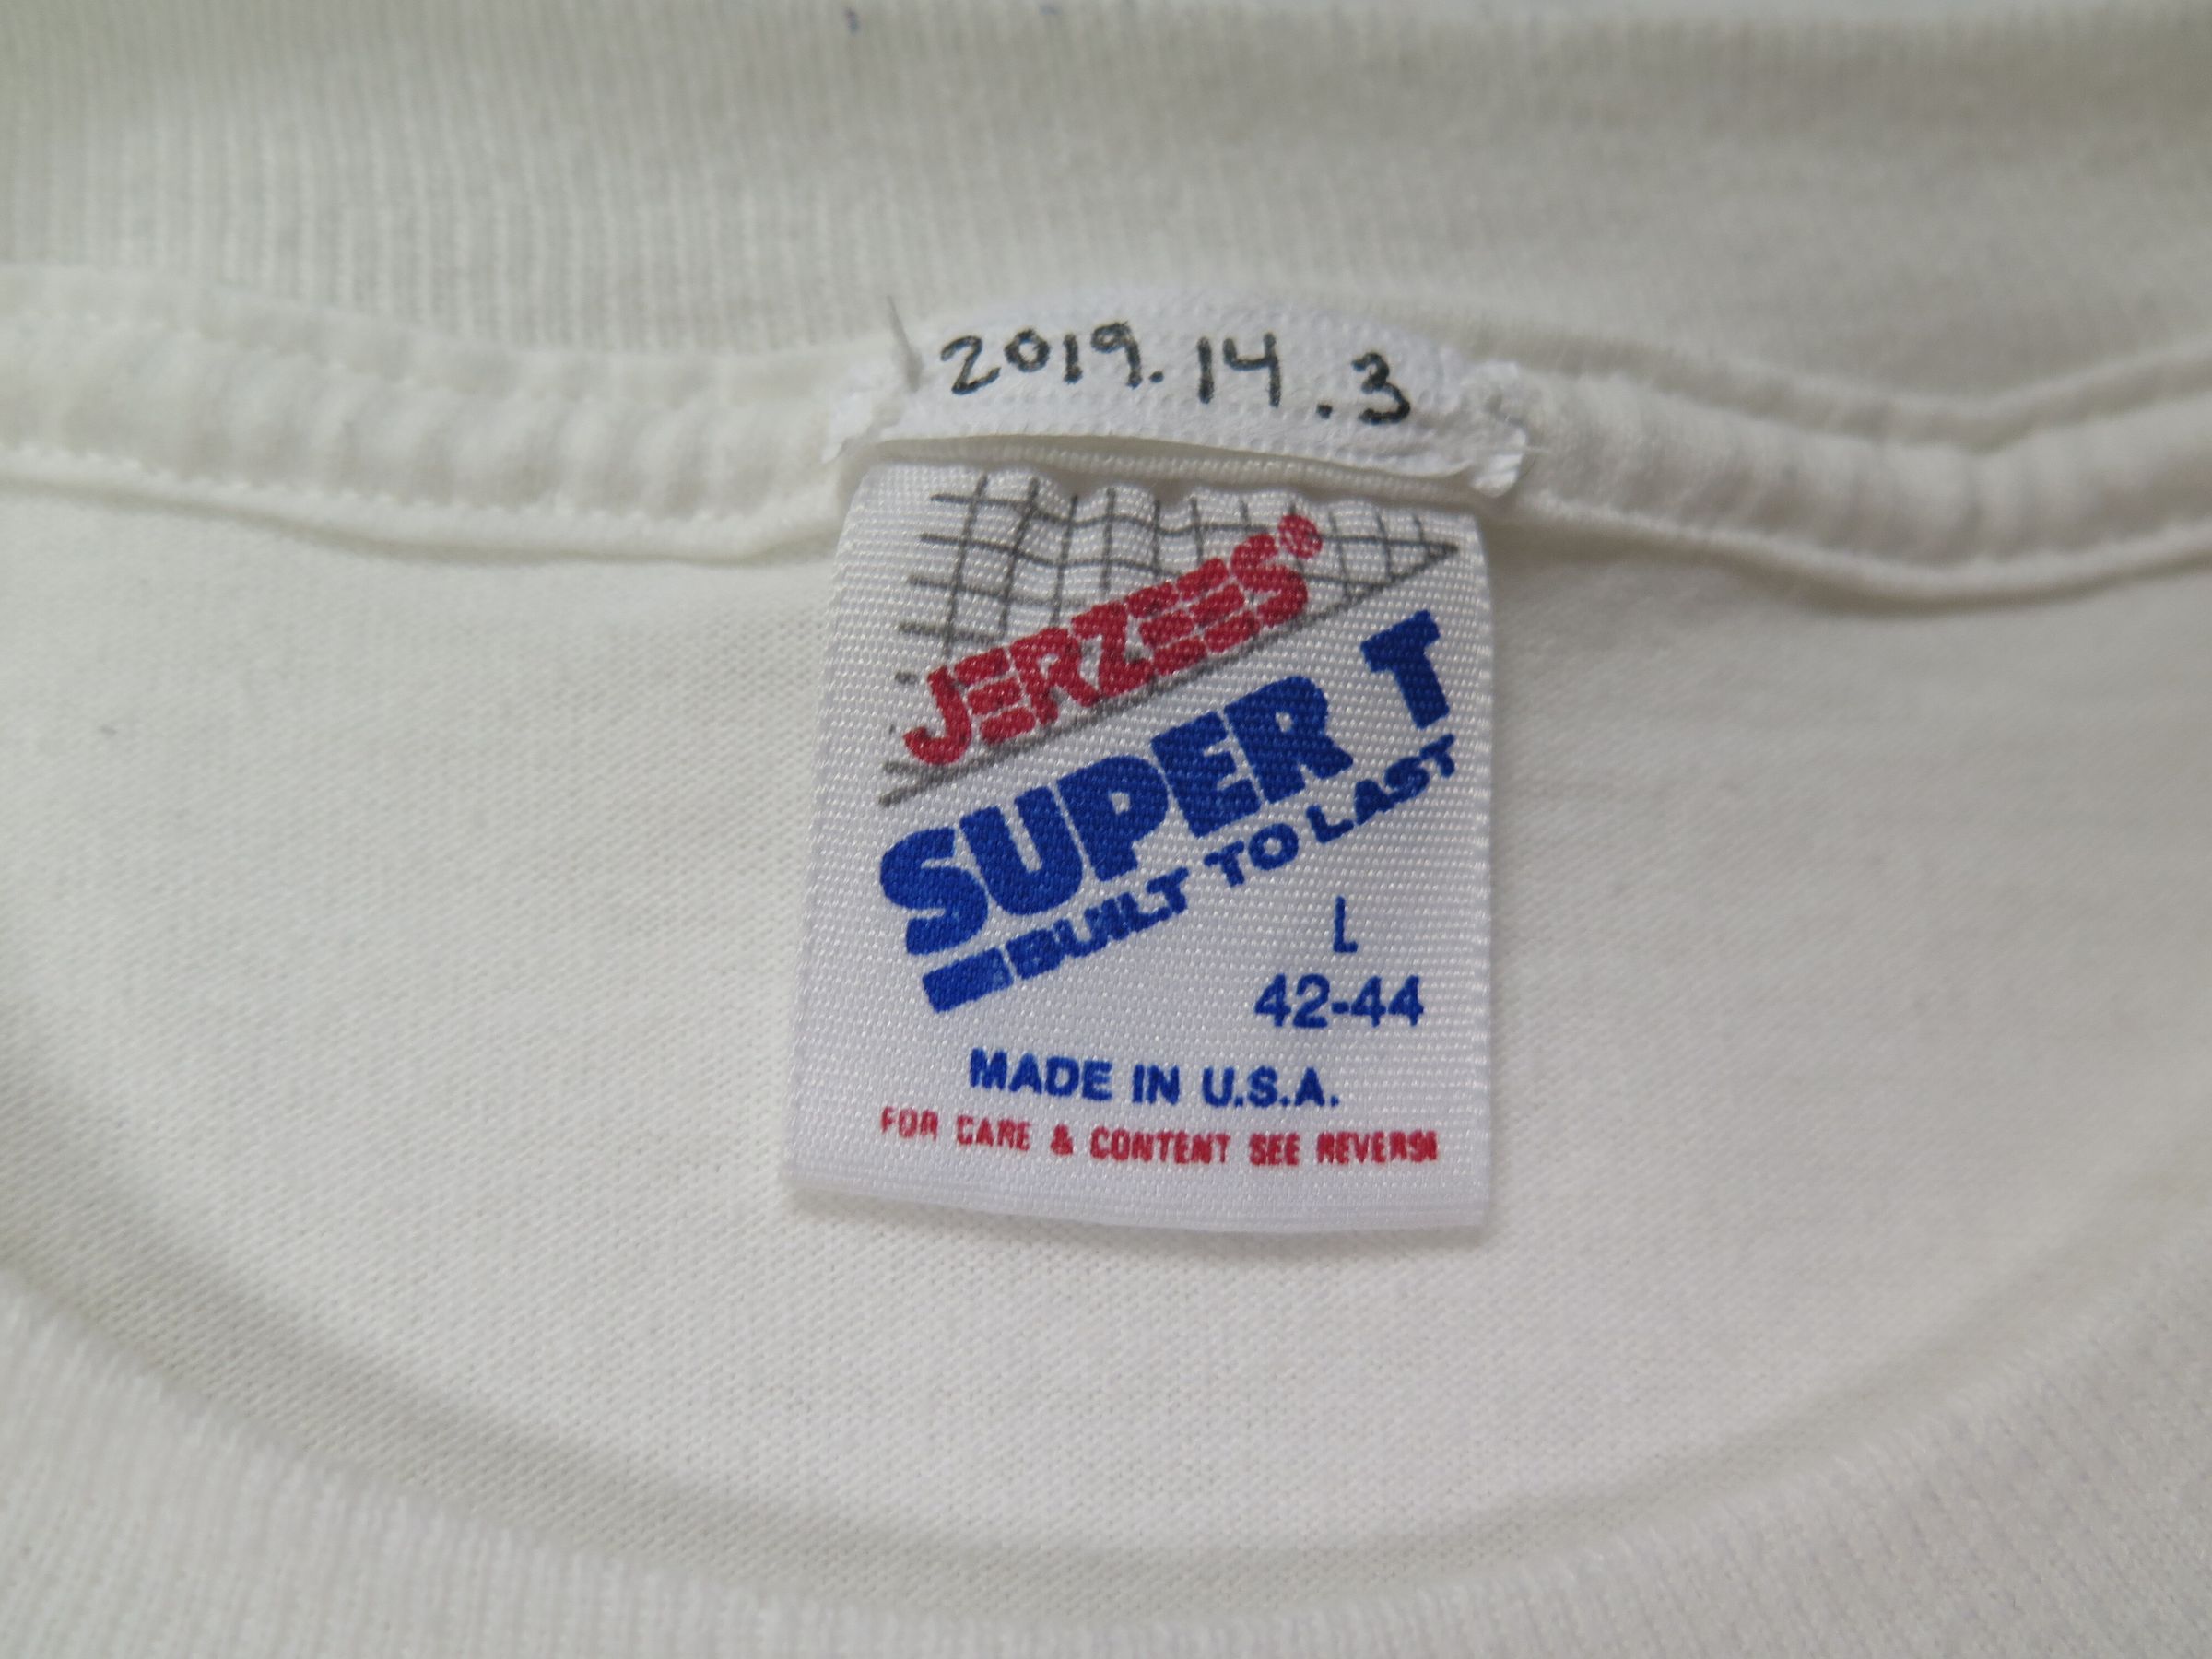 2019.14.3
JERZEES®
SUPER T
BUILT TO LAST
L
42-44
MADE IN U.S.A.
FOR CARE & CONTENT SEE REVERSE